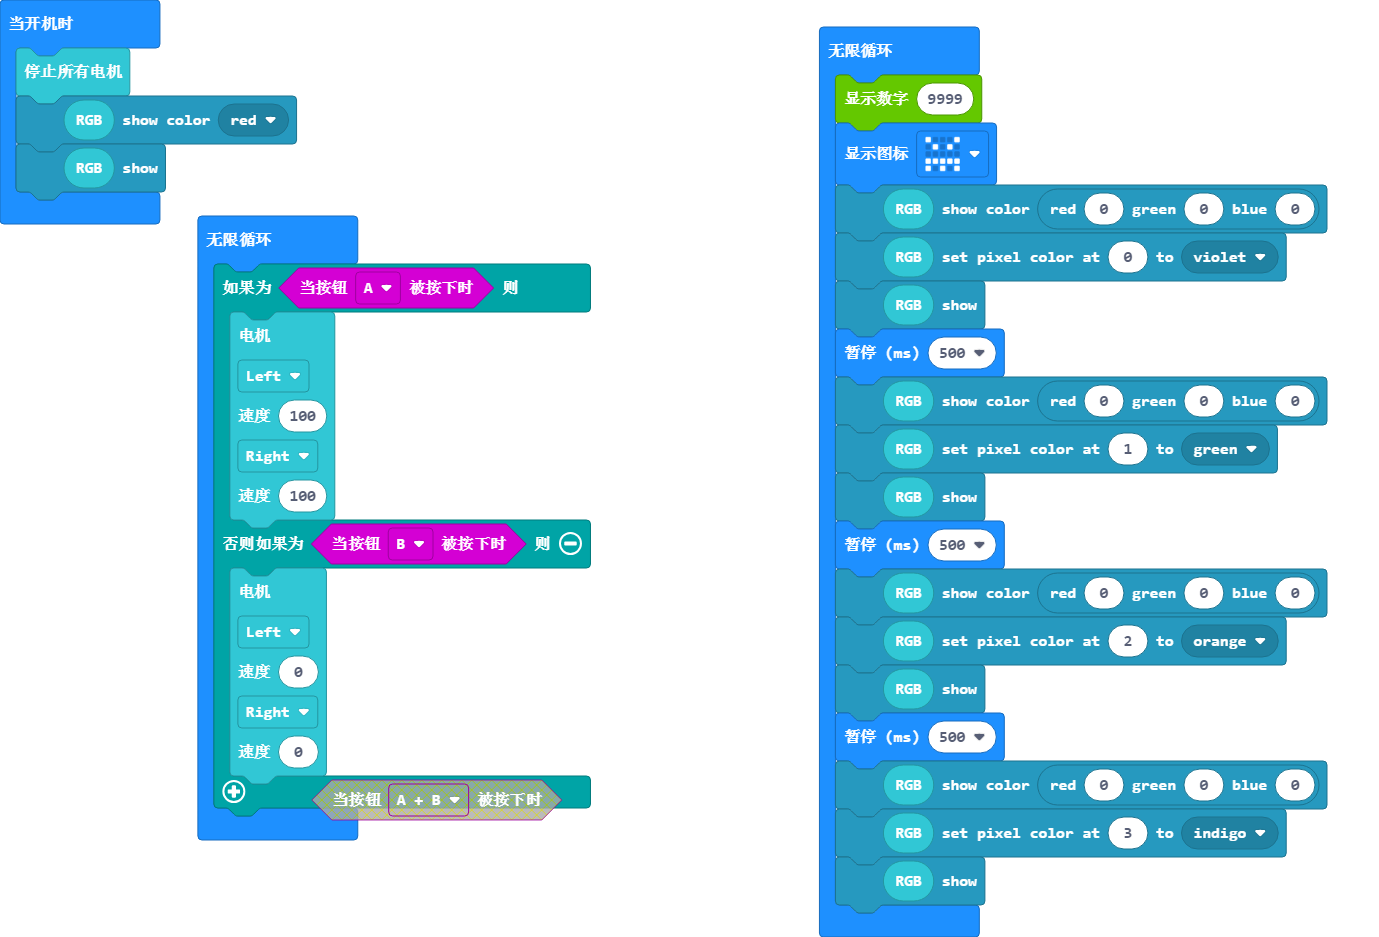 当开机时
停止所有电机
RGB show color red
RGB show
无限循环
如果为 当按钮 A 被按下时 则
电机
Left
速度 100
Right
速度 100
否则如果为 当按钮 B 被按下时 则
电机
Left
速度 0
Right
速度 0
当按钮 A + B 被按下时
无限循环
显示数字 9999
显示图标
RGB show color red 0 green 0 blue 0
RGB set pixel color at 0 to violet
RGB show
暂停 (ms) 500
RGB show color red 0 green 0 blue 0
RGB set pixel color at 1 to green
RGB show
暂停 (ms) 500
RGB show color red 0 green 0 blue 0
RGB set pixel color at 2 to orange
RGB show
暂停 (ms) 500
RGB show color red 0 green 0 blue 0
RGB set pixel color at 3 to indigo
RGB show